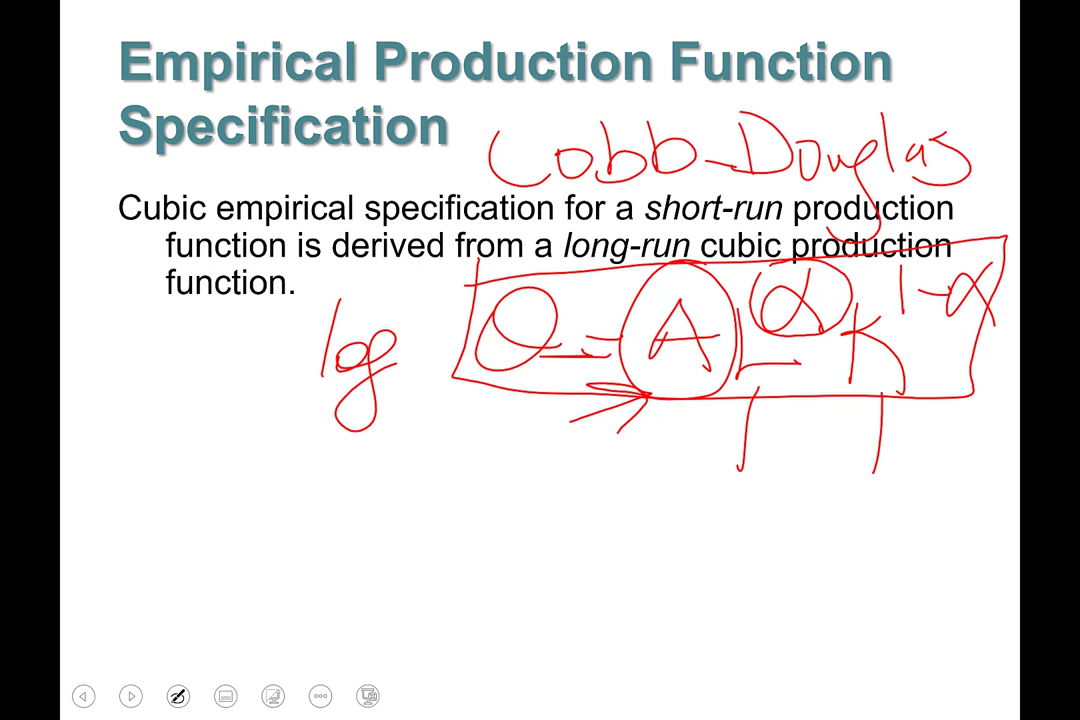 Empirical Production Function
Specification
Cobb-Douglas
Cubic empirical specification for a short-run production
function is derived from a long-run cubic production
function.
log
Q = A L^α K^1-α